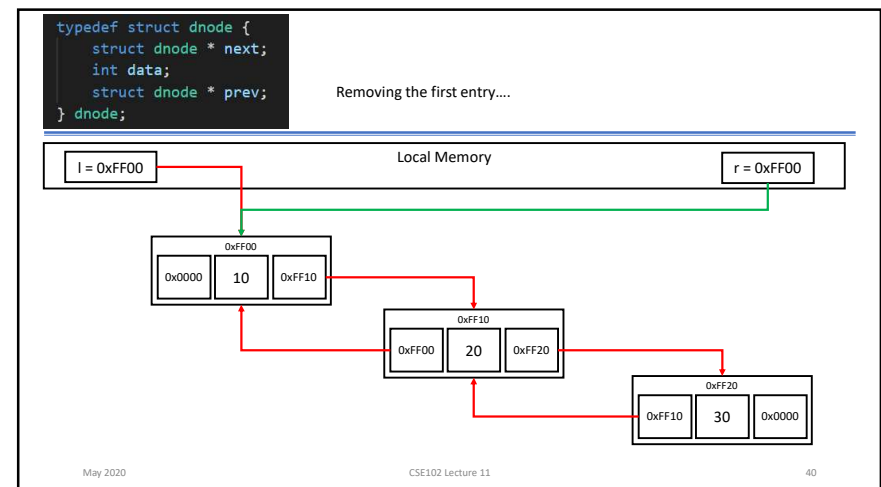 typedef struct dnode {
struct dnode * next;
int data;
struct dnode * prev;
} dnode;
Removing the first entry....
Local Memory
l = 0xFF00
r = 0xFF00
0xFF00
0x0000 10 0xFF10
0xFF10
0xFF00 20 0xFF20
0xFF20
0xFF10 30 0x0000
May 2020 CSE102 Lecture 11 40